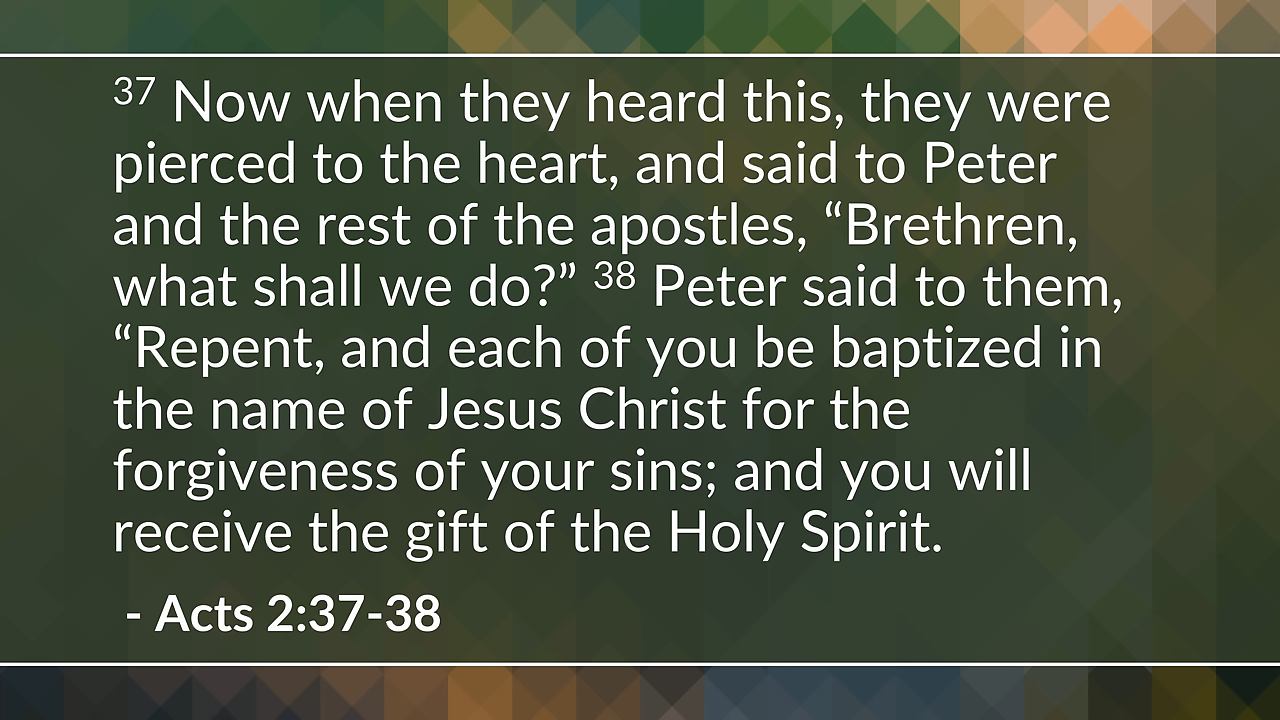 37 Now when they heard this, they were
pierced to the heart, and said to Peter
and the rest of the apostles, “Brethren,
what shall we do?” 38 Peter said to them,
“Repent, and each of you be baptized in
the name of Jesus Christ for the
forgiveness of your sins; and you will
receive the gift of the Holy Spirit.
- Acts 2:37-38